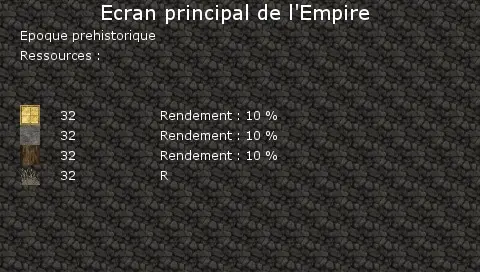 Ecran principal de l'Empire
Epoque prehistorique
Ressources :
32 Rendement : 10 %
32 Rendement : 10 %
32 Rendement : 10 %
32 R